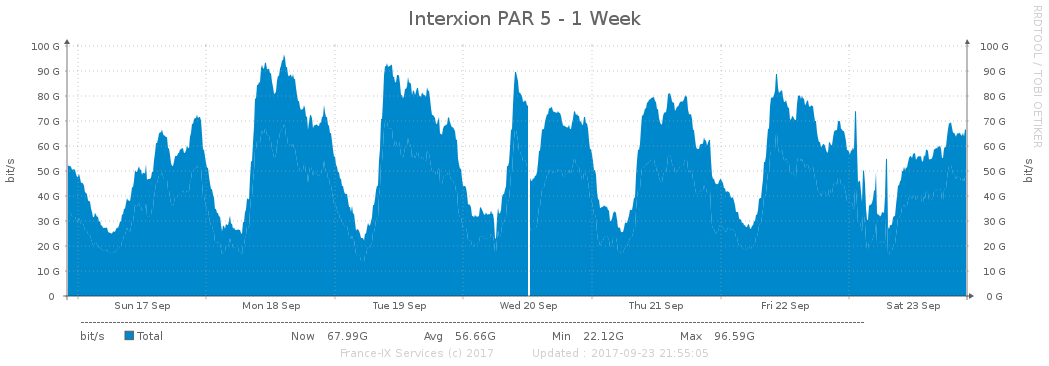 Interxion PAR 5 - 1 Week
RRDTOOL / TOBI OETIKER
bit/s
100 G
90 G
80 G
70 G
60 G
50 G
40 G
30 G
20 G
10 G
0
100 G
90 G
80 G
70 G
60 G
50 G
40 G
30 G
20 G
10 G
0 G
bit/s
Sun 17 Sep Mon 18 Sep Tue 19 Sep Wed 20 Sep Thu 21 Sep Fri 22 Sep Sat 23 Sep
bit/s Total Now 67.99G Avg 56.66G Min 22.12G Max 96.59G
France-IX Services (c) 2017 Updated : 2017-09-23 21:55:05